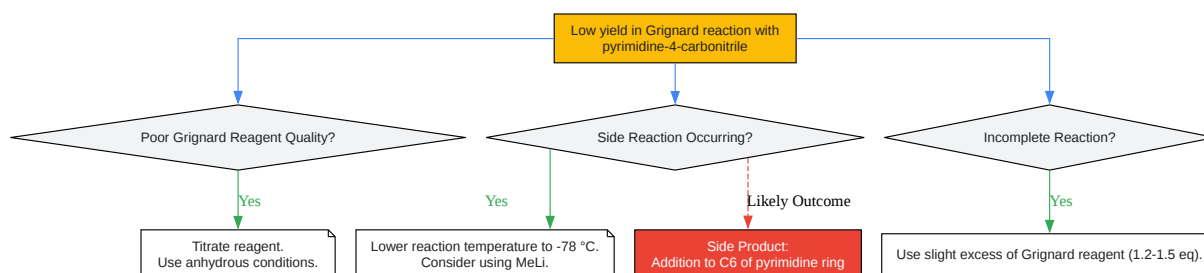 Low yield in Grignard reaction with
pyrimidine-4-carbonitrile
Poor Grignard Reagent Quality?
Side Reaction Occurring?
Incomplete Reaction?
Yes
Yes
Likely Outcome
Yes
Titrate reagent.
Use anhydrous conditions.
Lower reaction temperature to -78 °C.
Consider using MeLi.
Side Product:
Addition to C6 of pyrimidine ring
Use slight excess of Grignard reagent (1.2-1.5 eq).